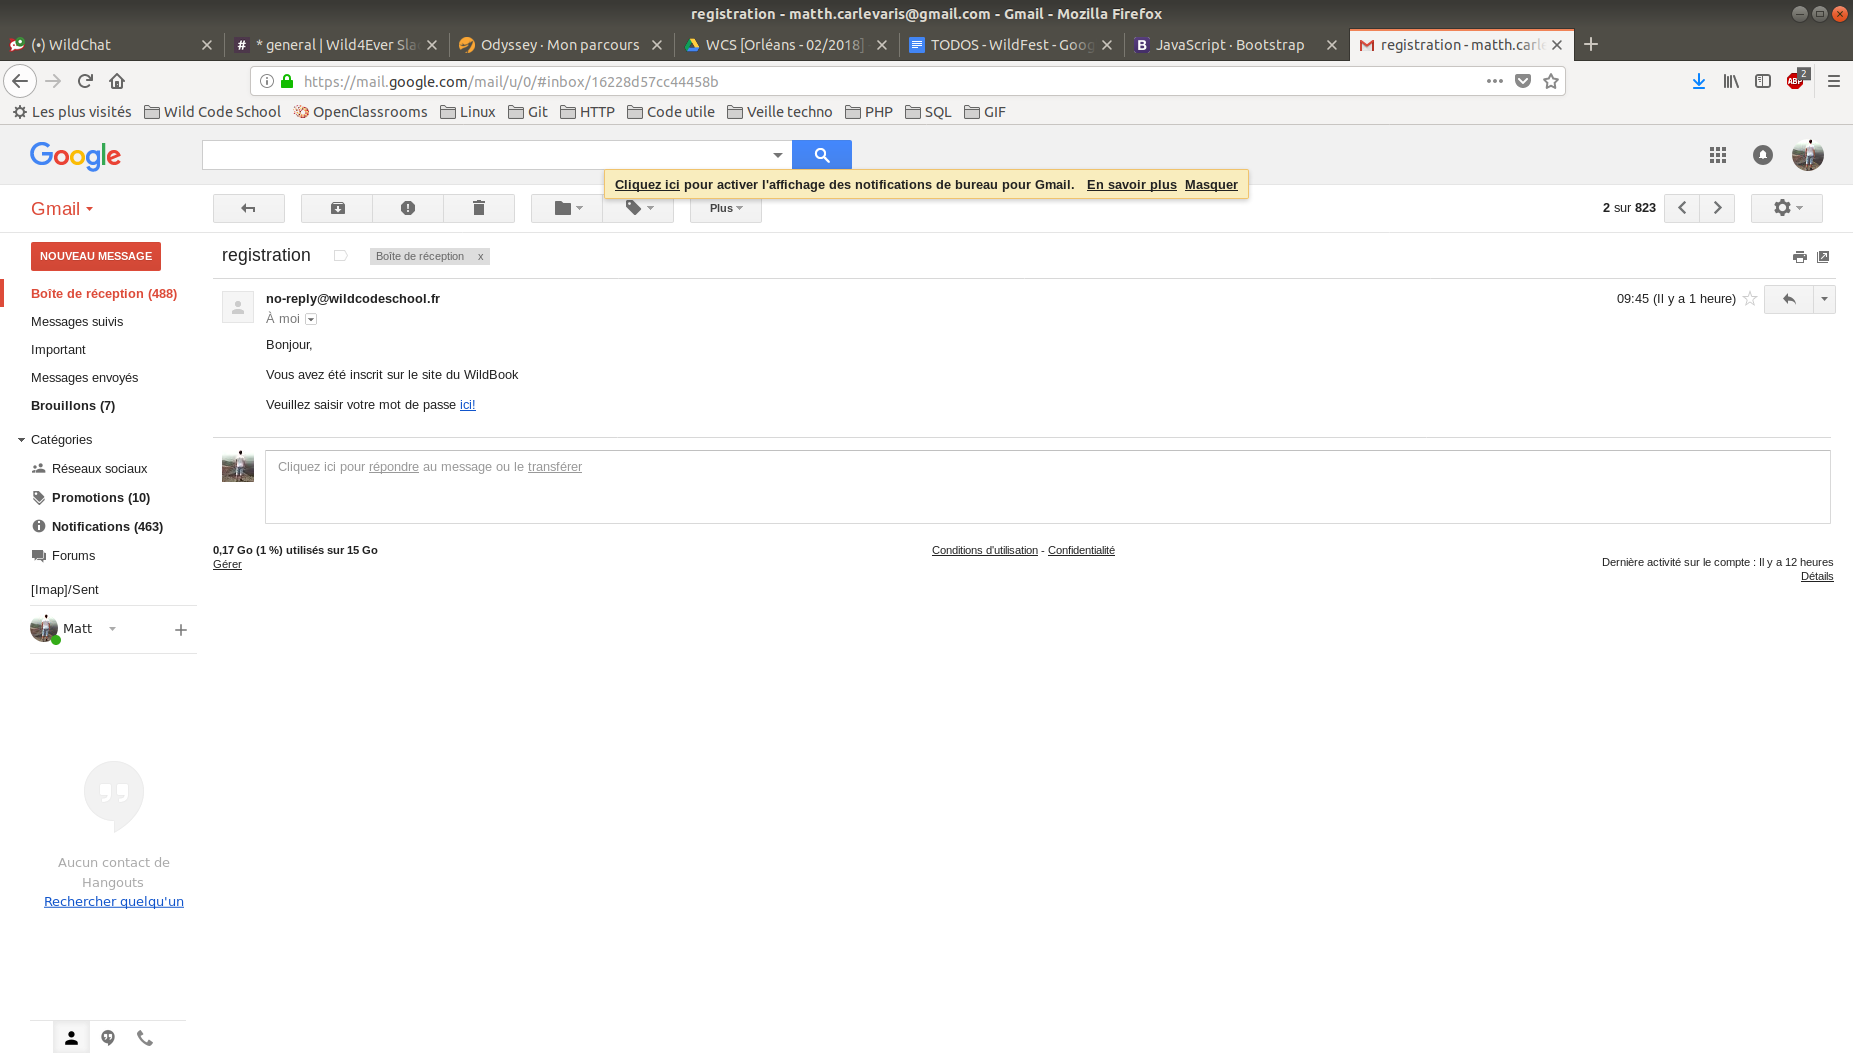 registration - matth.carlevaris@gmail.com - Gmail - Mozilla Firefox
(•) WildChat
# * general | Wild4Ever Sla
Odyssey · Mon parcours
WCS [Orléans - 02/2018]
TODOS - WildFest - Goog
B JavaScript · Bootstrap
registration - matth.carle
https://mail.google.com/mail/u/0/#inbox/16228d57cc44458b
ABP 2
Les plus visités Wild Code School OpenClassrooms Linux Git HTTP Code utile Veille techno PHP SQL GIF
Google
Cliquez ici pour activer l'affichage des notifications de bureau pour Gmail. En savoir plus Masquer
Gmail
Plus
2 sur 823
NOUVEAU MESSAGE
Boîte de réception (488)
Messages suivis
Important
Messages envoyés
Brouillons (7)
Catégories
Réseaux sociaux
Promotions (10)
Notifications (463)
Forums
[Imap]/Sent
Matt
Aucun contact de
Hangouts
Rechercher quelqu'un
registration
Boîte de réception x
no-reply@wildcodeschool.fr
09:45 (Il y a 1 heure)
À moi
Bonjour,
Vous avez été inscrit sur le site du WildBook
Veuillez saisir votre mot de passe ici!
Cliquez ici pour répondre au message ou le transférer
0,17 Go (1 %) utilisés sur 15 Go
Gérer
Conditions d'utilisation - Confidentialité
Dernière activité sur le compte : Il y a 12 heures
Détails